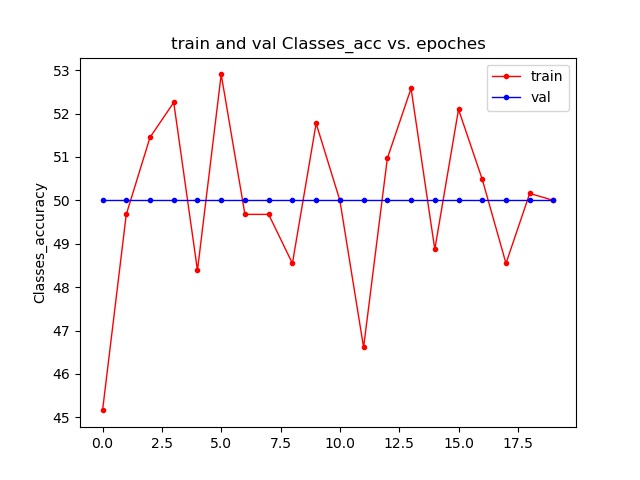 train and val Classes_acc vs. epoches
train
val
Classes_accuracy
53
52
51
50
49
48
47
46
45
0.0 2.5 5.0 7.5 10.0 12.5 15.0 17.5